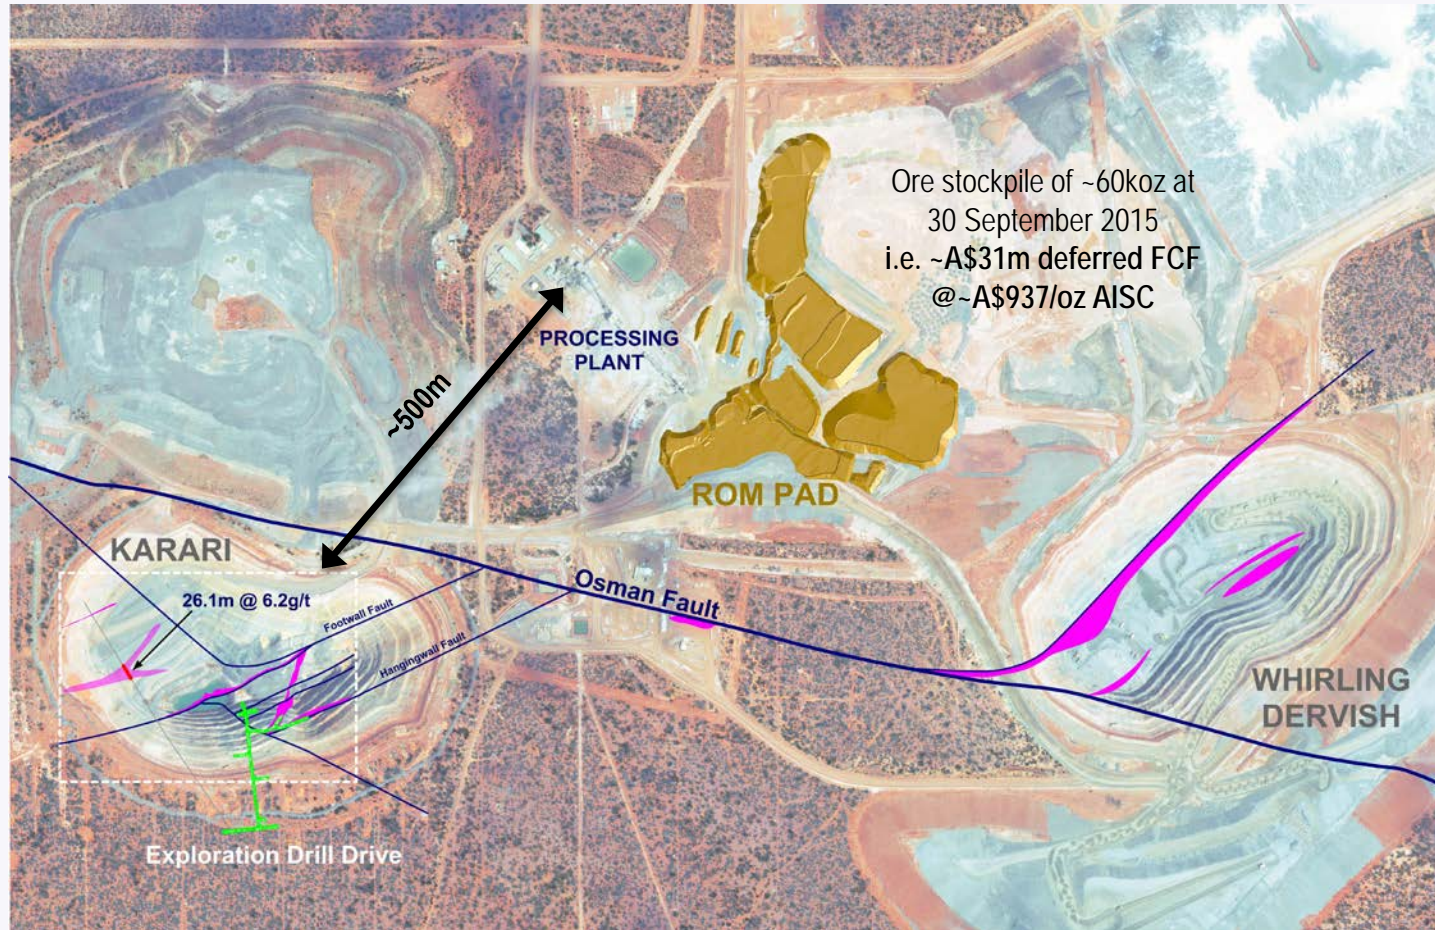 Ore stockpile of ~60koz at
30 September 2015
i.e. ~A$31m deferred FCF
@~A$937/oz AISC
PROCESSING
PLANT
~500m
ROM PAD
KARARI
26.1m @ 6.2g/t
Footwall Fault
Hangingwall Fault
Osman Fault
WHIRLING
DERVISH
Exploration Drill Drive